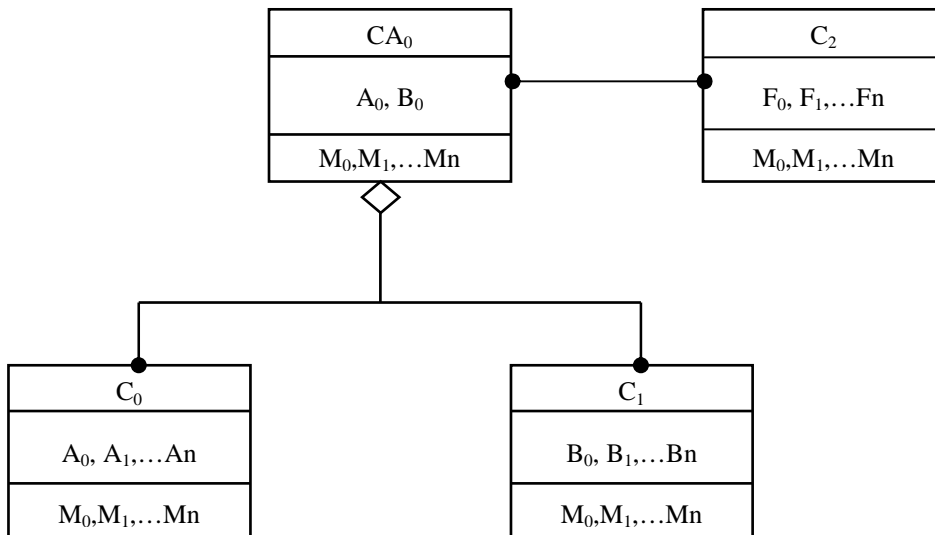 CA₀
A₀, B₀
M₀,M₁,…Mn
C₂
F₀, F₁,…Fn
M₀,M₁,…Mn
C₀
A₀, A₁,…An
M₀,M₁,…Mn
C₁
B₀, B₁,…Bn
M₀,M₁,…Mn